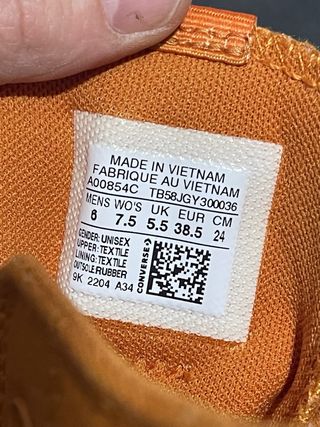 MADE IN VIETNAM
FABRIQUE AU VIETNAM
A00854C TB58JGY300036
MENS WO'S UK EUR CM
6 7.5 5.5 38.5 24
GENDER: UNISEX
UPPER: TEXTILE
LINING: TEXTILE
OUTSOLE:RUBBER
9K 2204 A34
CONVERSE